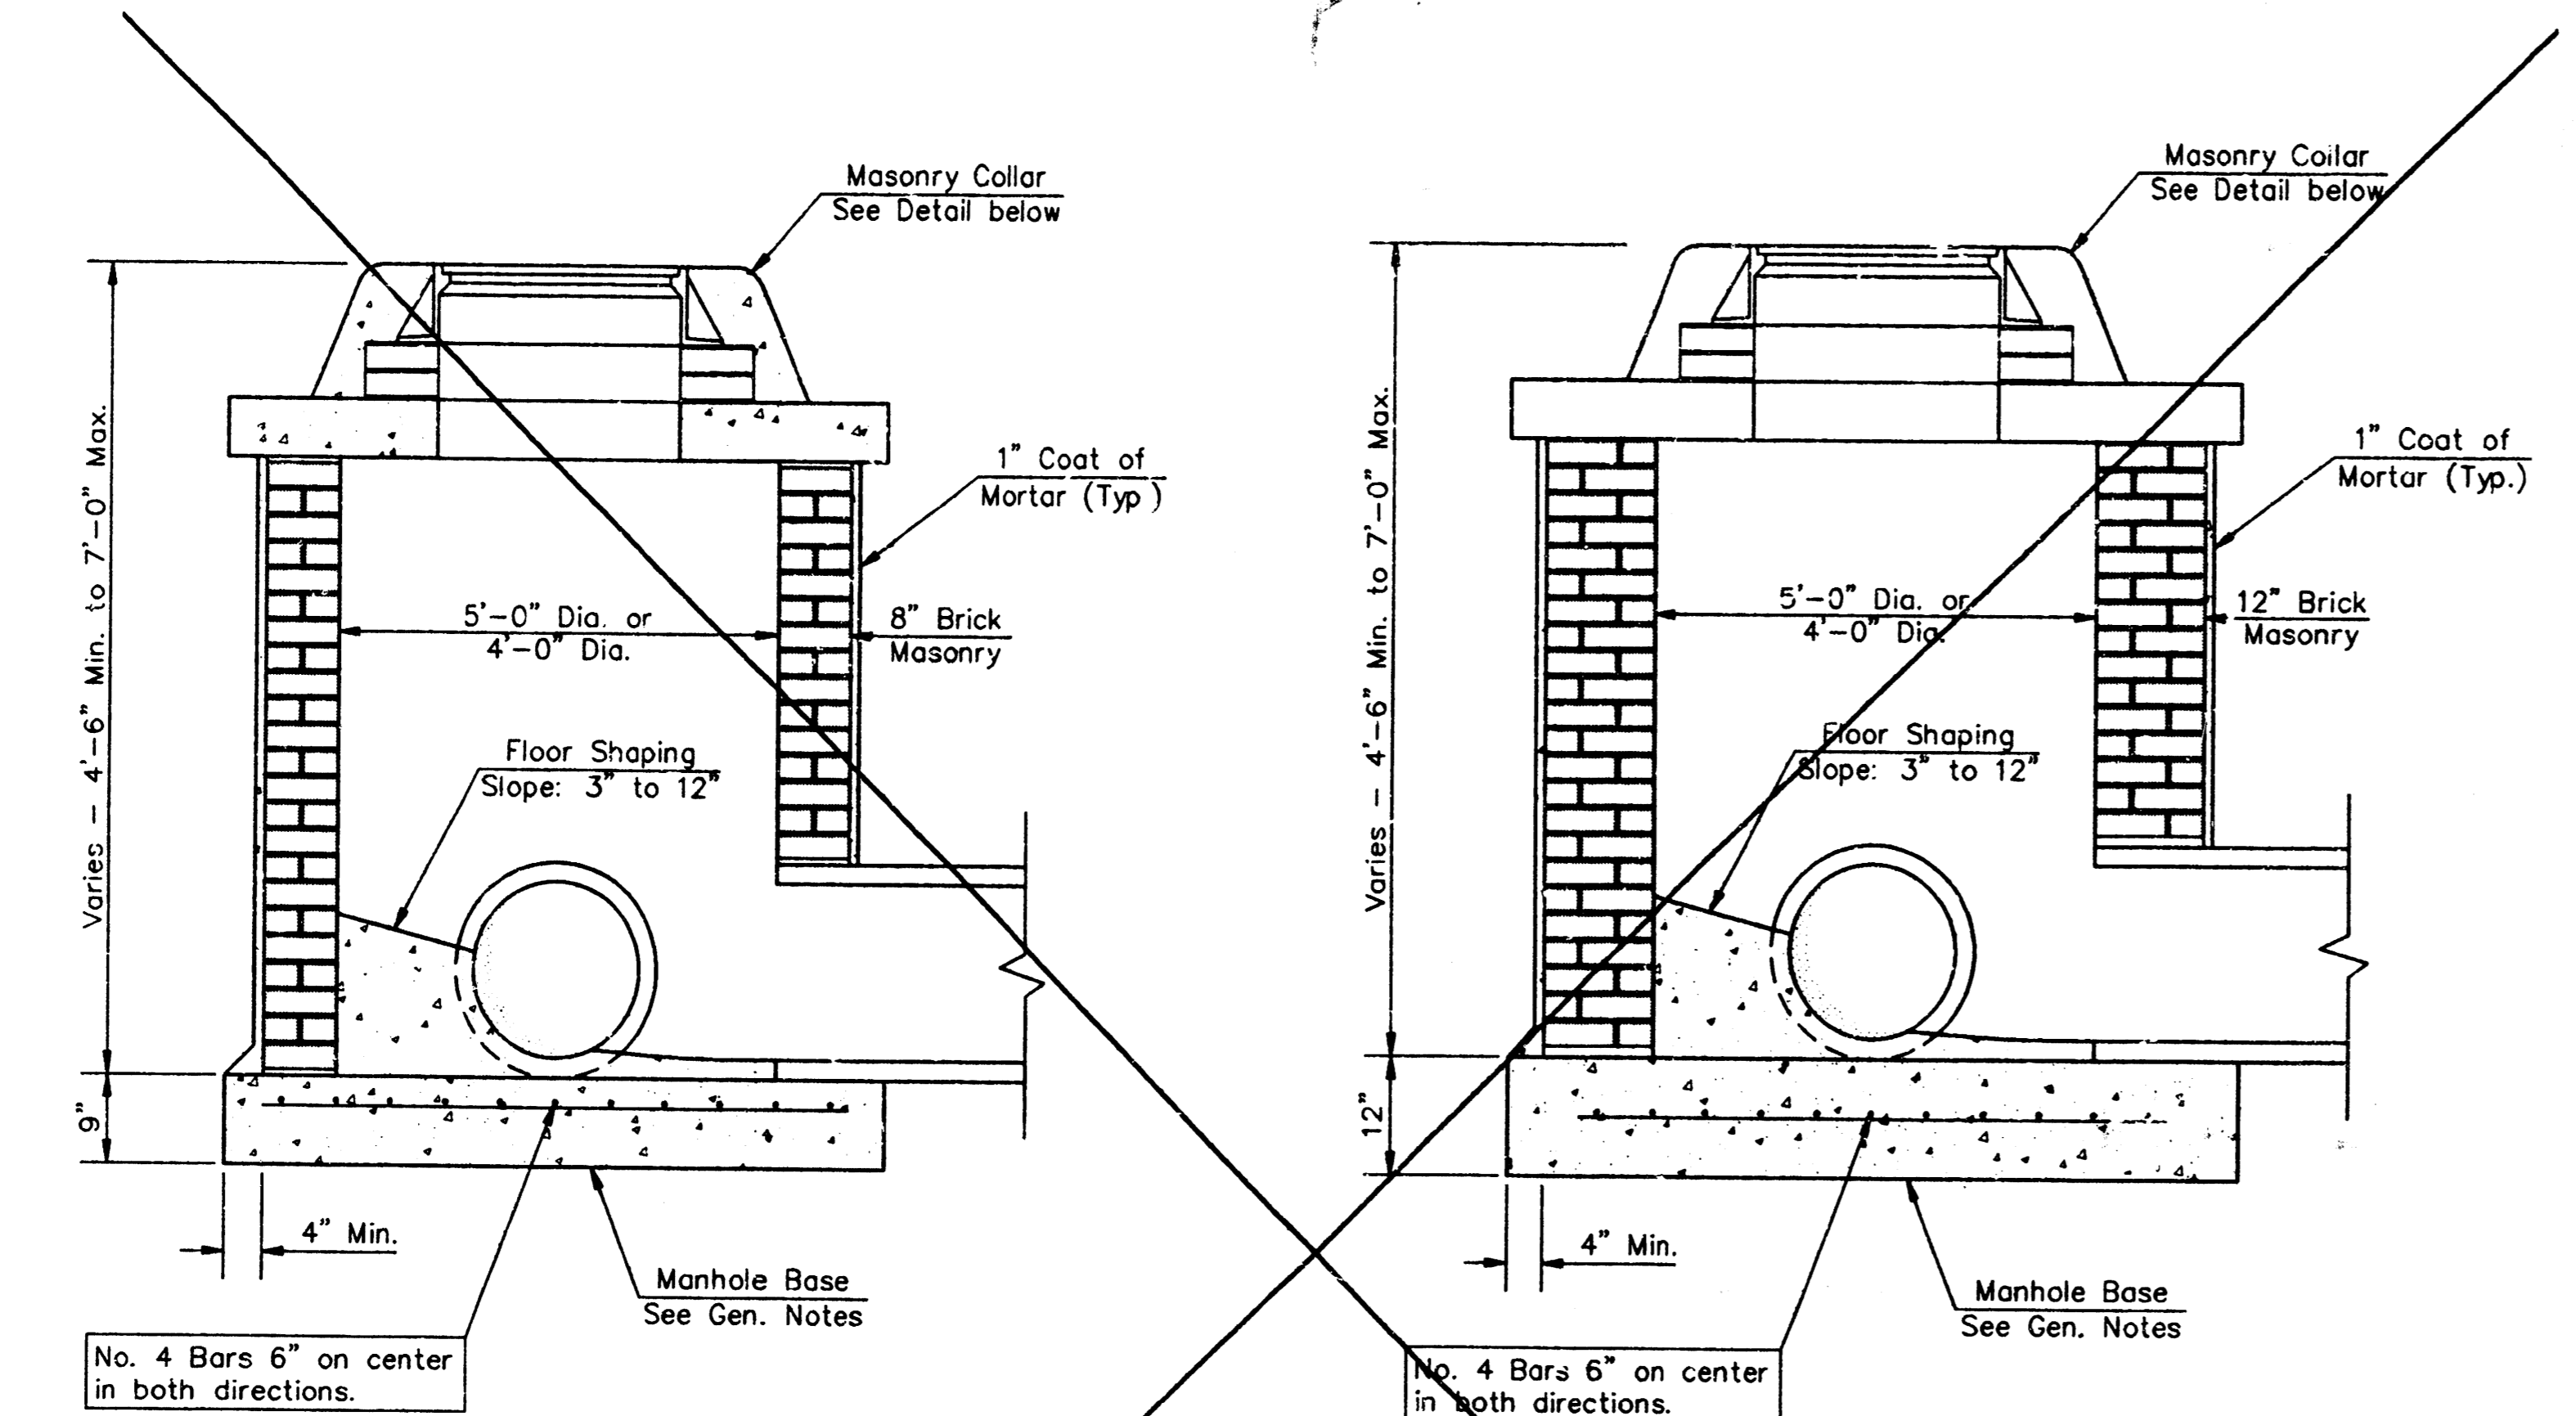 Masonry Collar
See Detail below
Varies - 4'-6" Min. to 7'-0" Max.
1" Coat of
Mortar (Typ )
5'-0" Dia. or
4'-0" Dia.
8" Brick
Masonry
Floor Shaping
Slope: 3" to 12"
9"
4" Min.
Manhole Base
See Gen. Notes
No. 4 Bars 6" on center
in both directions.
Masonry Collar
See Detail below
Varies - 4'-6" Min. to 7'-0" Max.
1" Coat of
Mortar (Typ.)
5'-0" Dia. or
4'-0" Dia.
12" Brick
Masonry
Floor Shaping
Slope: 3" to 12"
12"
4" Min.
Manhole Base
See Gen. Notes
No. 4 Bars 6" on center
in both directions.